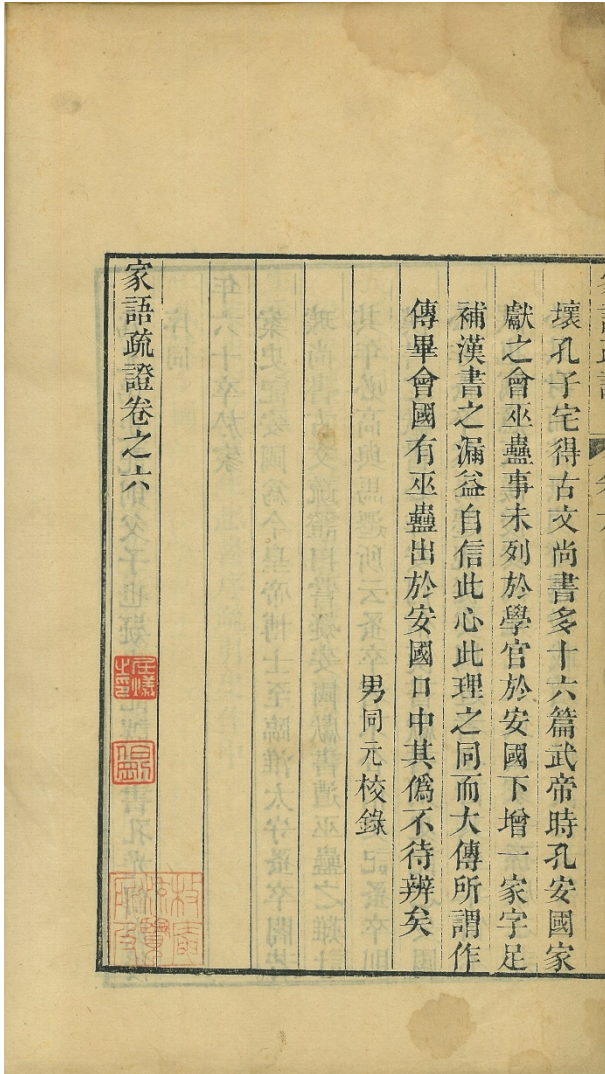 壞孔子宅得古文尚書多十六篇武帝時孔安國家
獻之會巫蠱事未列於學官於安國下增一家字足
補漢書之漏益自信此心此理之同而大傳所謂作
傳畢會國有巫蠱出於安國口中其僞不待辨矣
男同元校錄
家語疏證卷之六